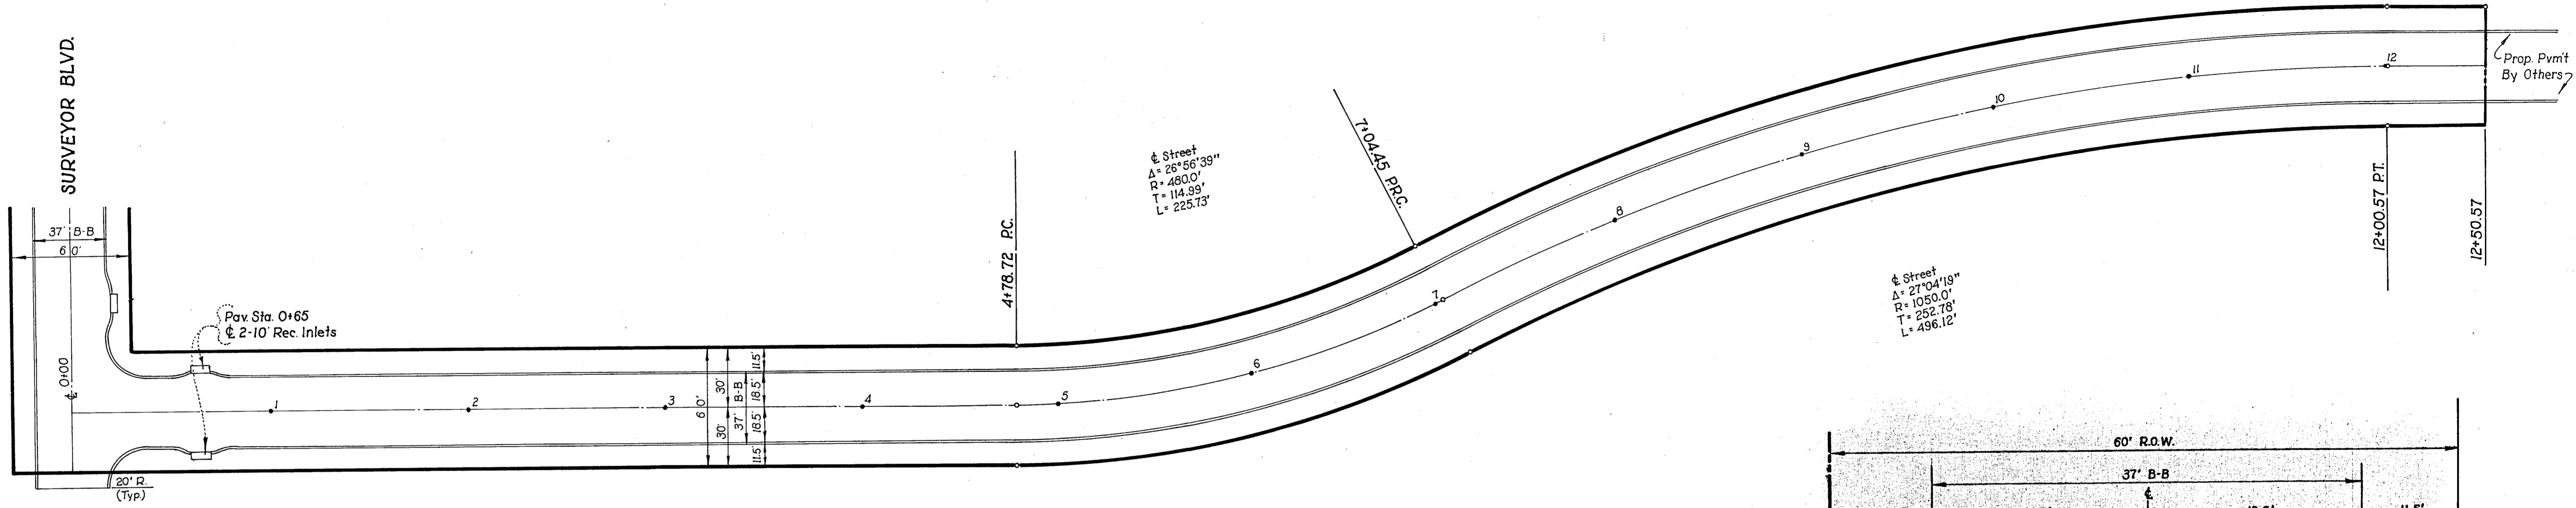 SURVEYOR BLVD.
37' B-B
60'
℄ 0+00
Pav. Sta. 0+65
℄ 2-10' Rec. Inlets
20' R.
(Typ.)
1
2
3
4
5
6
7
8
9
10
11
12
60'
30'
30'
37' B-B
11.5'
18.5'
18.5'
11.5'
4+78.72 P.C.
℄ Street
Δ= 26°56'39"
R= 480.0'
T= 114.99'
L= 225.73'
7+04.45 P.R.C.
℄ Street
Δ= 27°04'19"
R= 1050.0'
T= 252.78'
L= 496.12'
12+00.57 P.T.
12+50.57
Prop. Pvm't
By Others
60' R.O.W.
37' B-B
℄
11.5'